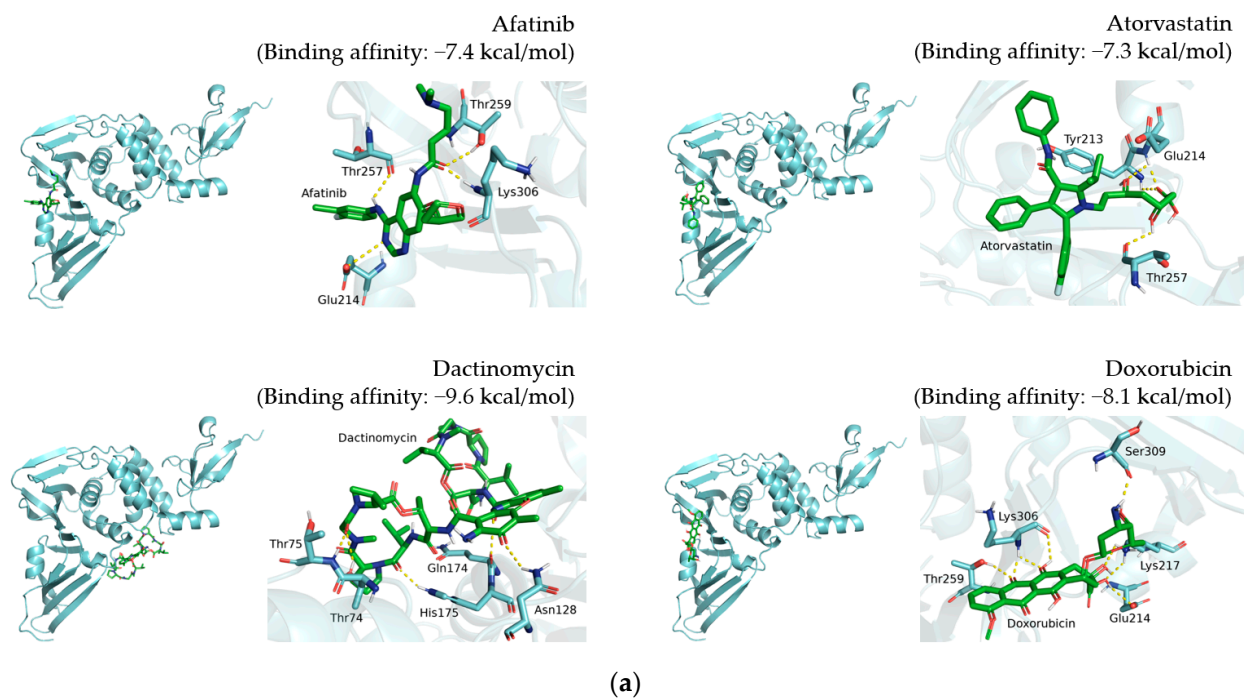 Afatinib
(Binding affinity: –7.4 kcal/mol)
Thr259
Thr257
Lys306
Afatinib
Glu214
Atorvastatin
(Binding affinity: –7.3 kcal/mol)
Tyr213
Glu214
Atorvastatin
Thr257
Dactinomycin
(Binding affinity: –9.6 kcal/mol)
Dactinomycin
Thr75
Gln174
Thr74
His175
Asn128
Doxorubicin
(Binding affinity: –8.1 kcal/mol)
Ser309
Lys306
Lys217
Thr259
Glu214
Doxorubicin
(a)